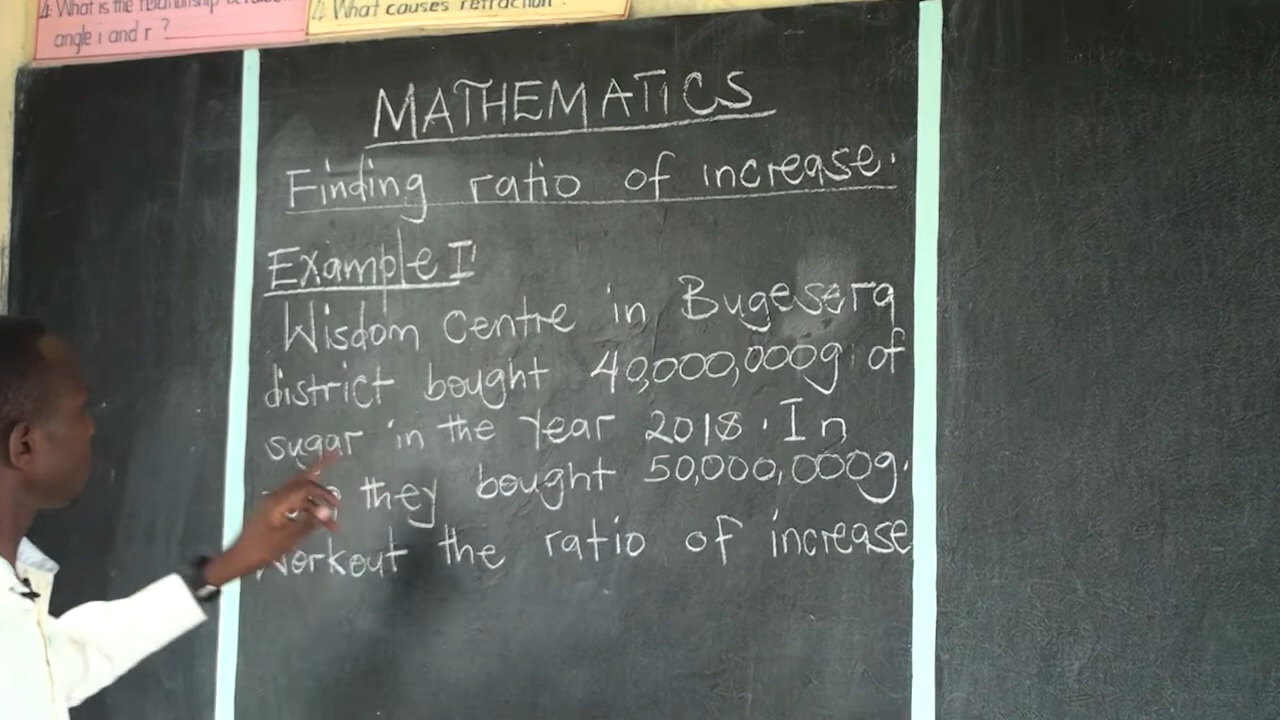 4. What is the relationship between
angle i and r ?
4. What causes refraction?
MATHEMATICS
Finding ratio of increase.
Example I
Wisdom Centre in Bugesera
district bought 40,000,000g of
sugar in the year 2018. In
they bought 50,000,000g.
Workout the ratio of increase